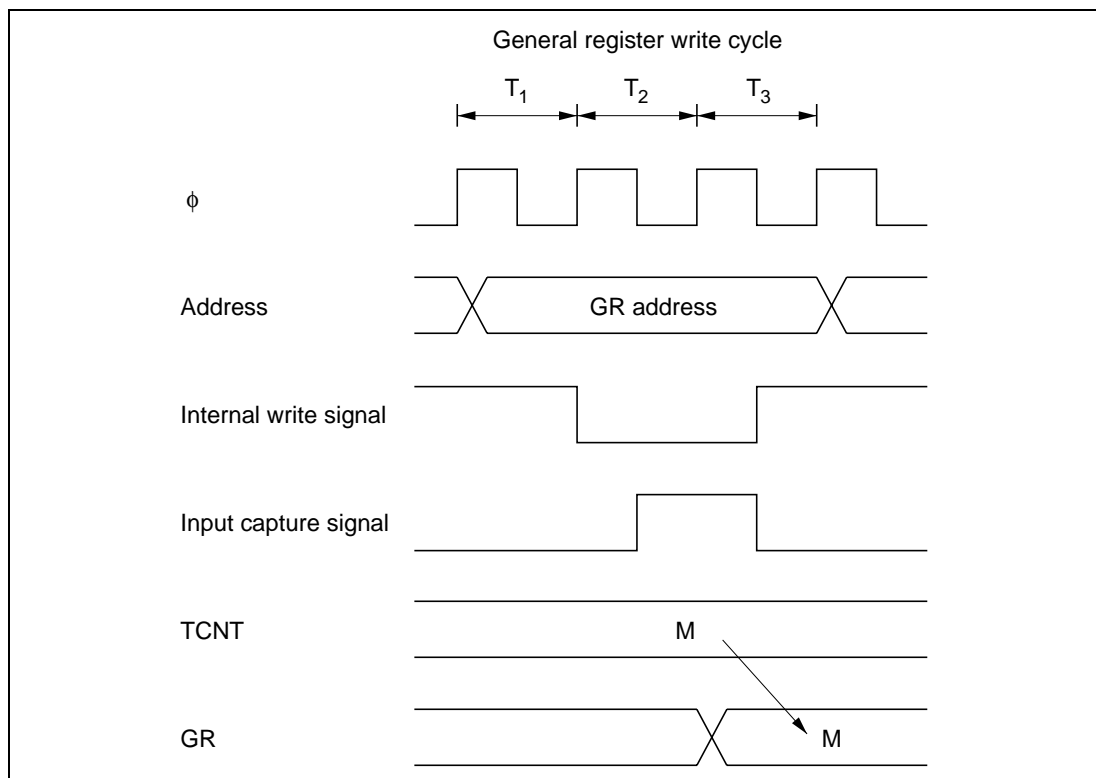 General register write cycle
T1 T2 T3
ϕ
Address GR address
Internal write signal
Input capture signal
TCNT M
GR M